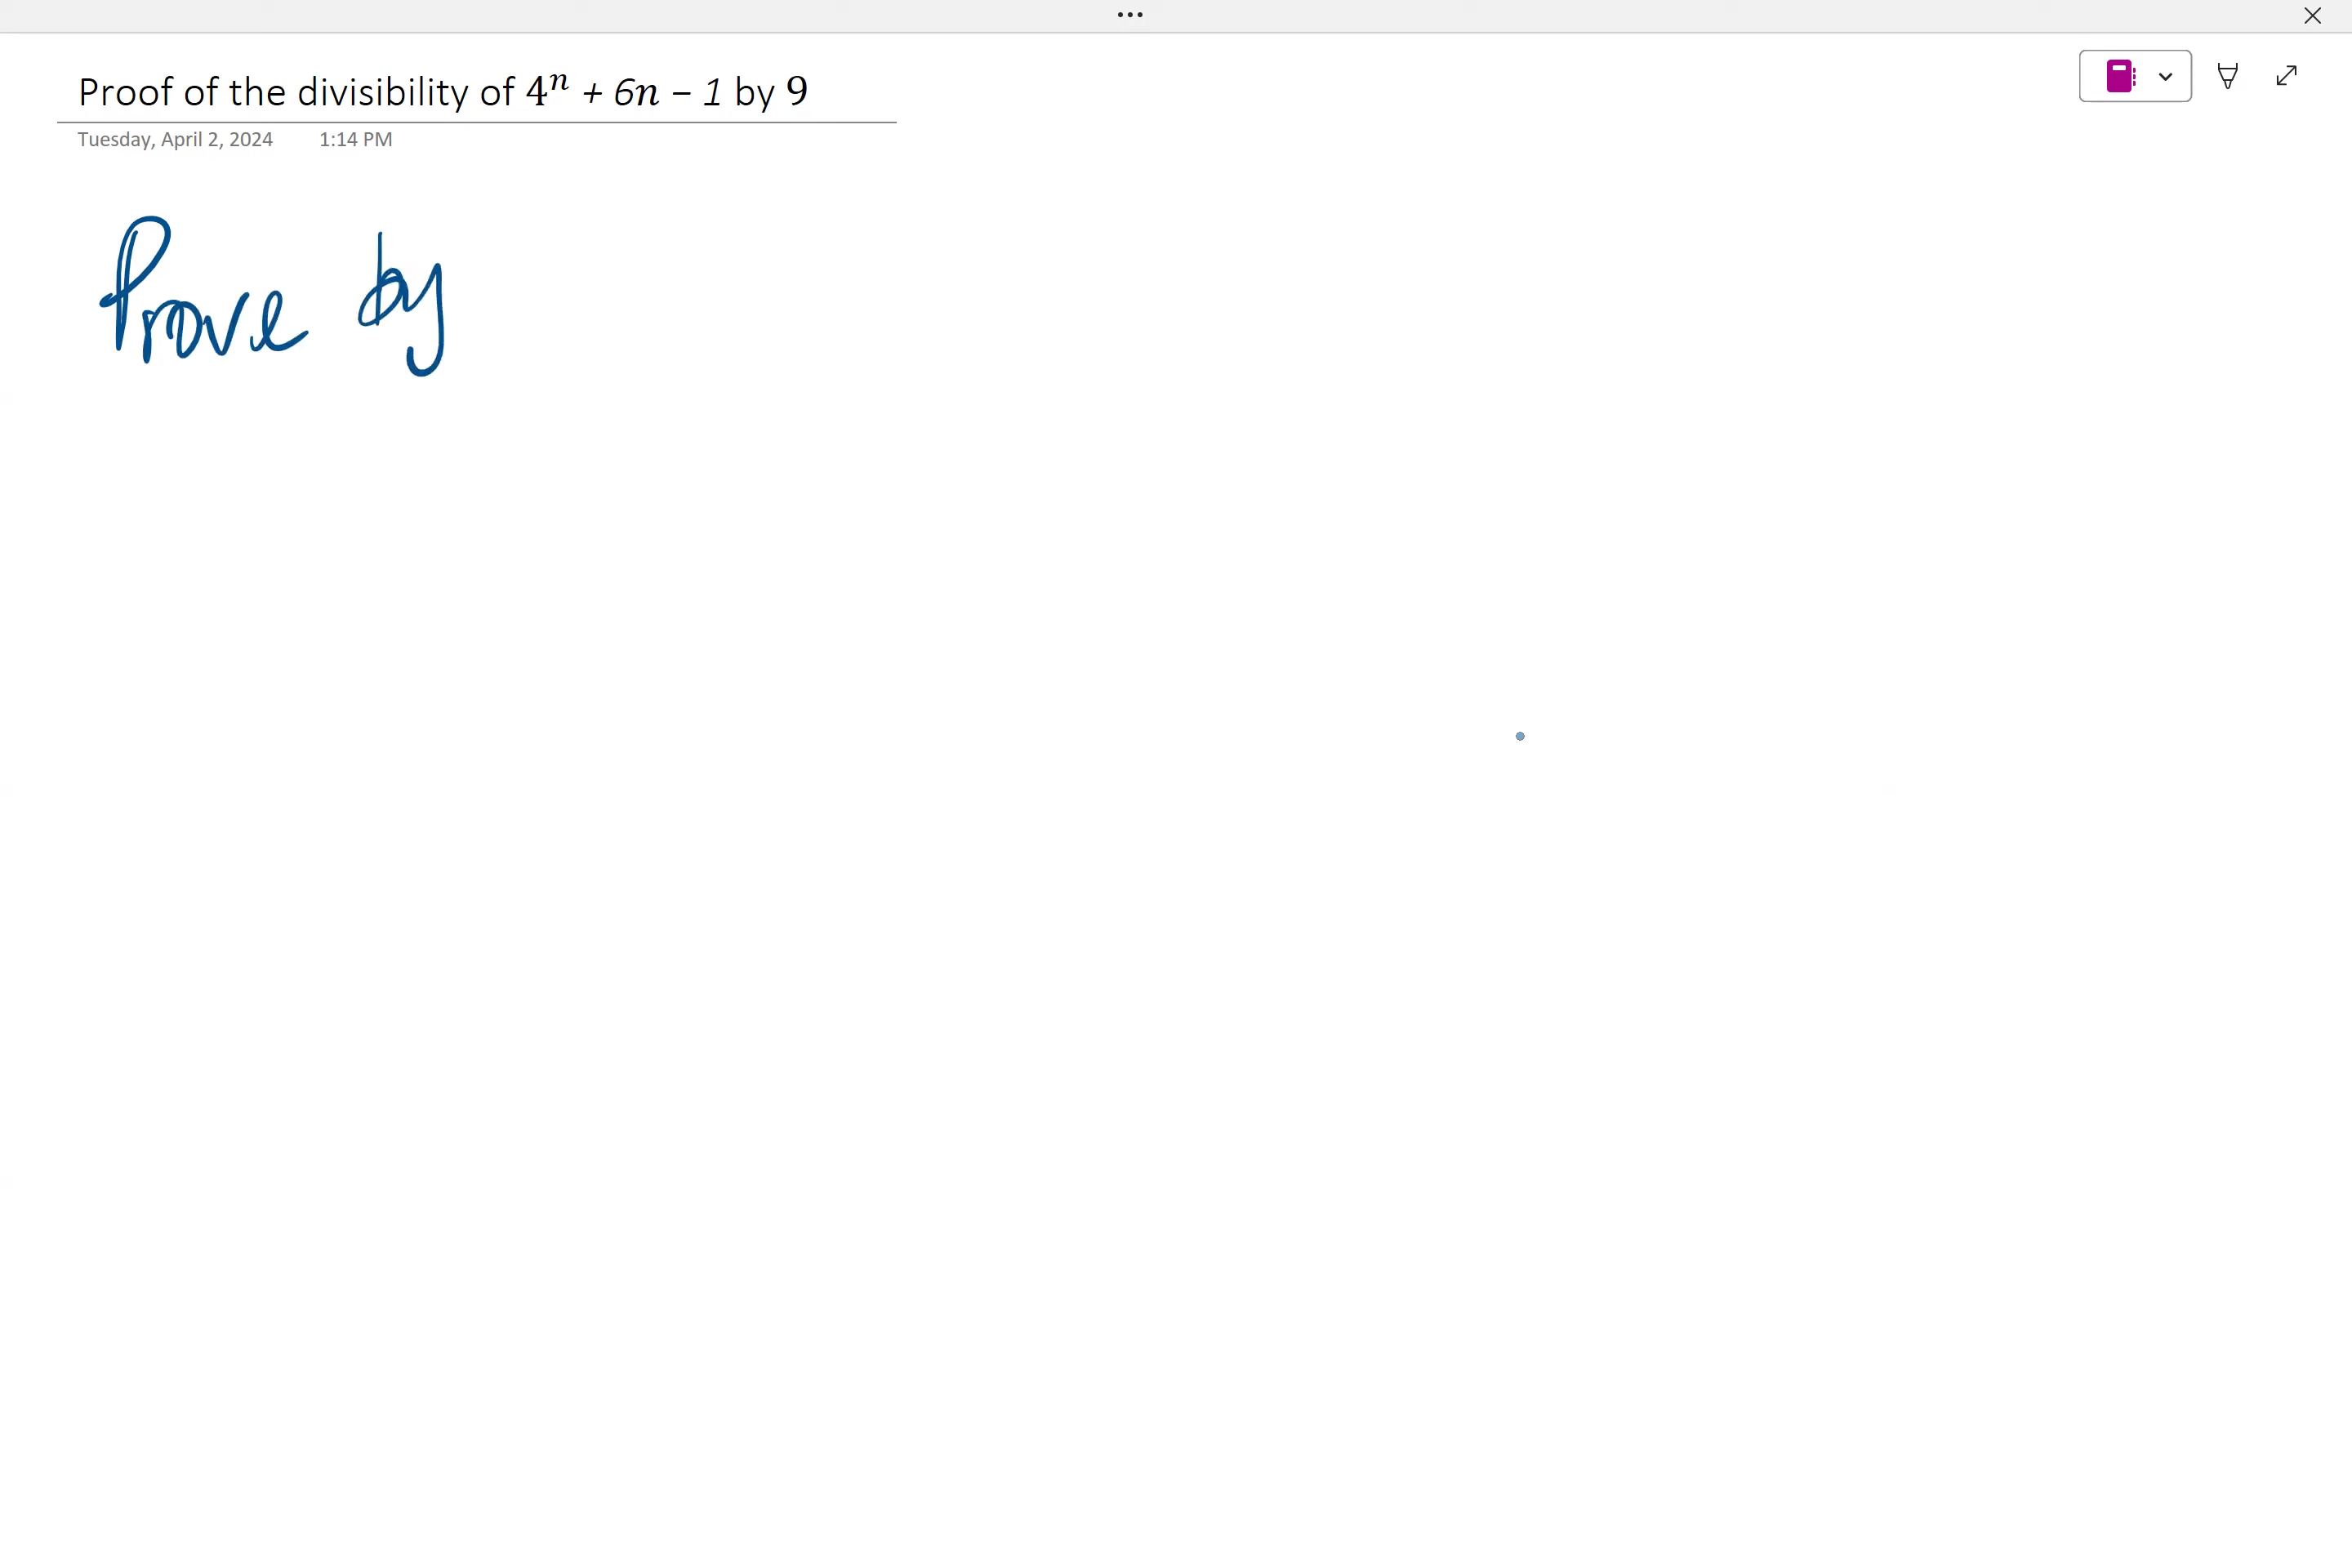 Proof of the divisibility of 4ⁿ + 6n − 1 by 9
Tuesday, April 2, 2024 1:14 PM
Prove by